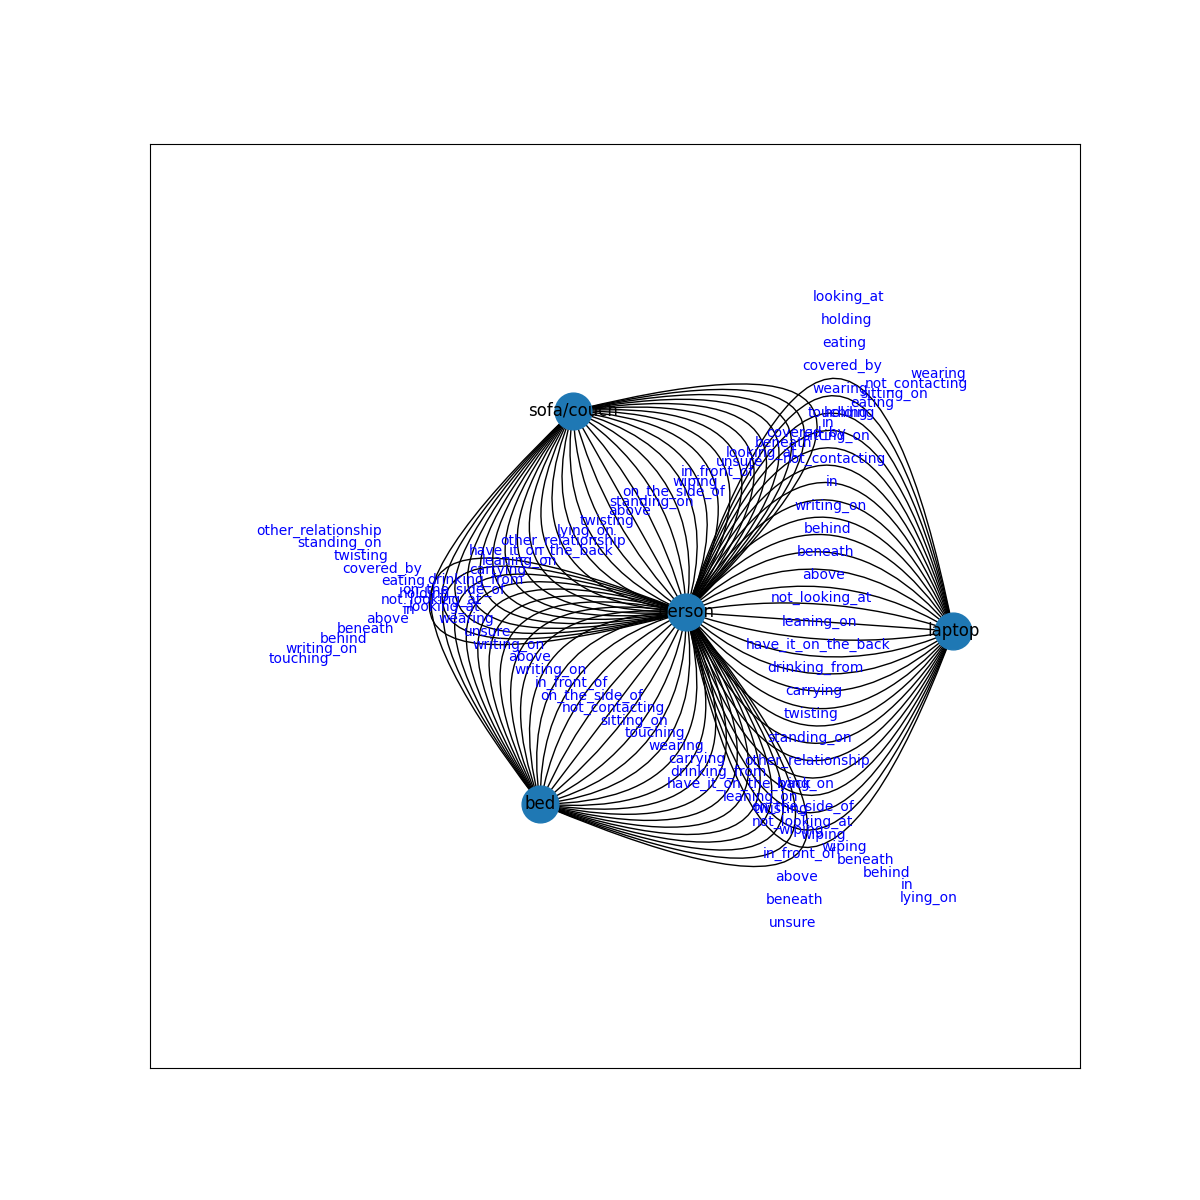 looking_at
holding
eating
covered_by
wearing
wearing
not_contacting
sitting_on
eating
touching
holding
in
covered_by
sitting_on
beneath
looking_at
not_contacting
unsure
in_front_of
wiping
in
on_the_side_of
standing_on
writing_on
above
twisting
behind
lying_on
other_relationship
have_it_on_the_back
beneath
leaning_on
carrying
above
drinking_from
on_the_side_of
not_looking_at
sofa/couch
other_relationship
standing_on
twisting
covered_by
eating
holding
not_looking_at
looking_at
in
above
wearing
beneath
unsure
behind
writing_on
writing_on
touching
person
laptop
leaning_on
have_it_on_the_back
above
drinking_from
writing_on
in_front_of
carrying
on_the_side_of
not_contacting
twisting
sitting_on
touching
standing_on
wearing
carrying
other_relationship
drinking_from
have_it_on_the_back
lying_on
leaning_on
bed
on_the_side_of
twisting
not_looking_at
wiping
wiping
wiping
in_front_of
beneath
behind
above
in
beneath
lying_on
unsure